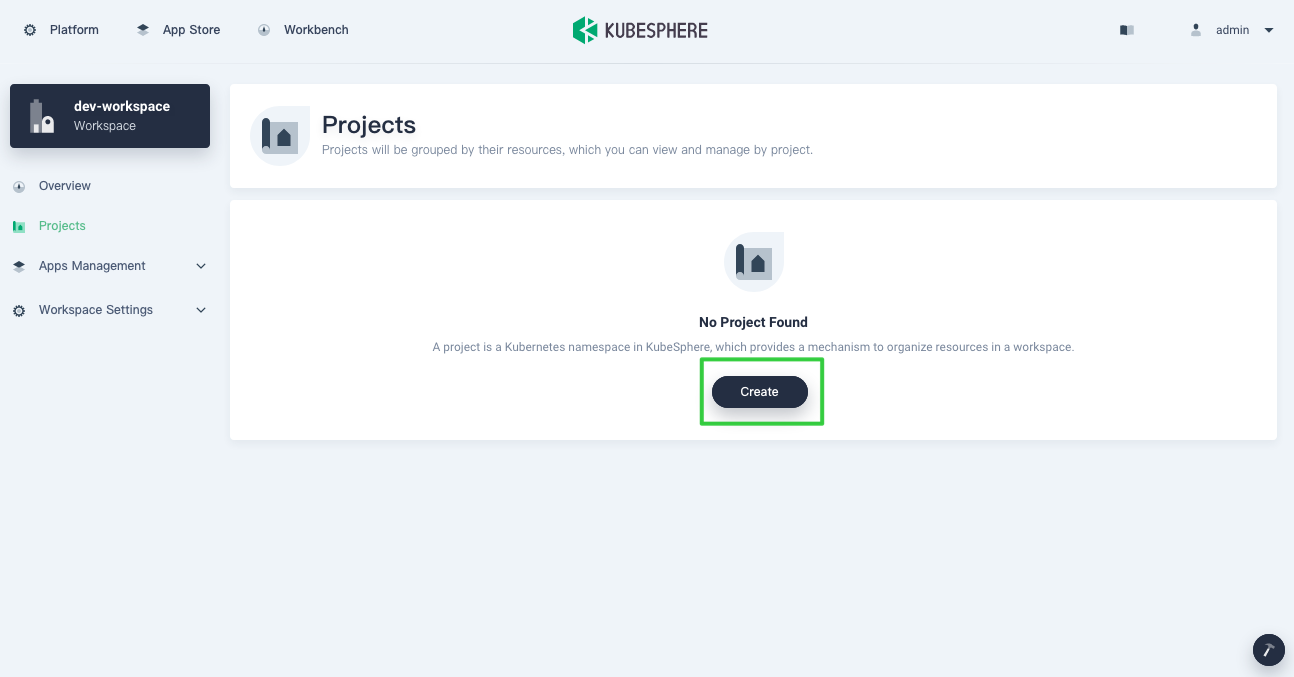 Platform
App Store
Workbench
KUBESPHERE
admin
dev-workspace
Workspace
Overview
Projects
Apps Management
Workspace Settings
Projects
Projects will be grouped by their resources, which you can view and manage by project.
No Project Found
A project is a Kubernetes namespace in KubeSphere, which provides a mechanism to organize resources in a workspace.
Create